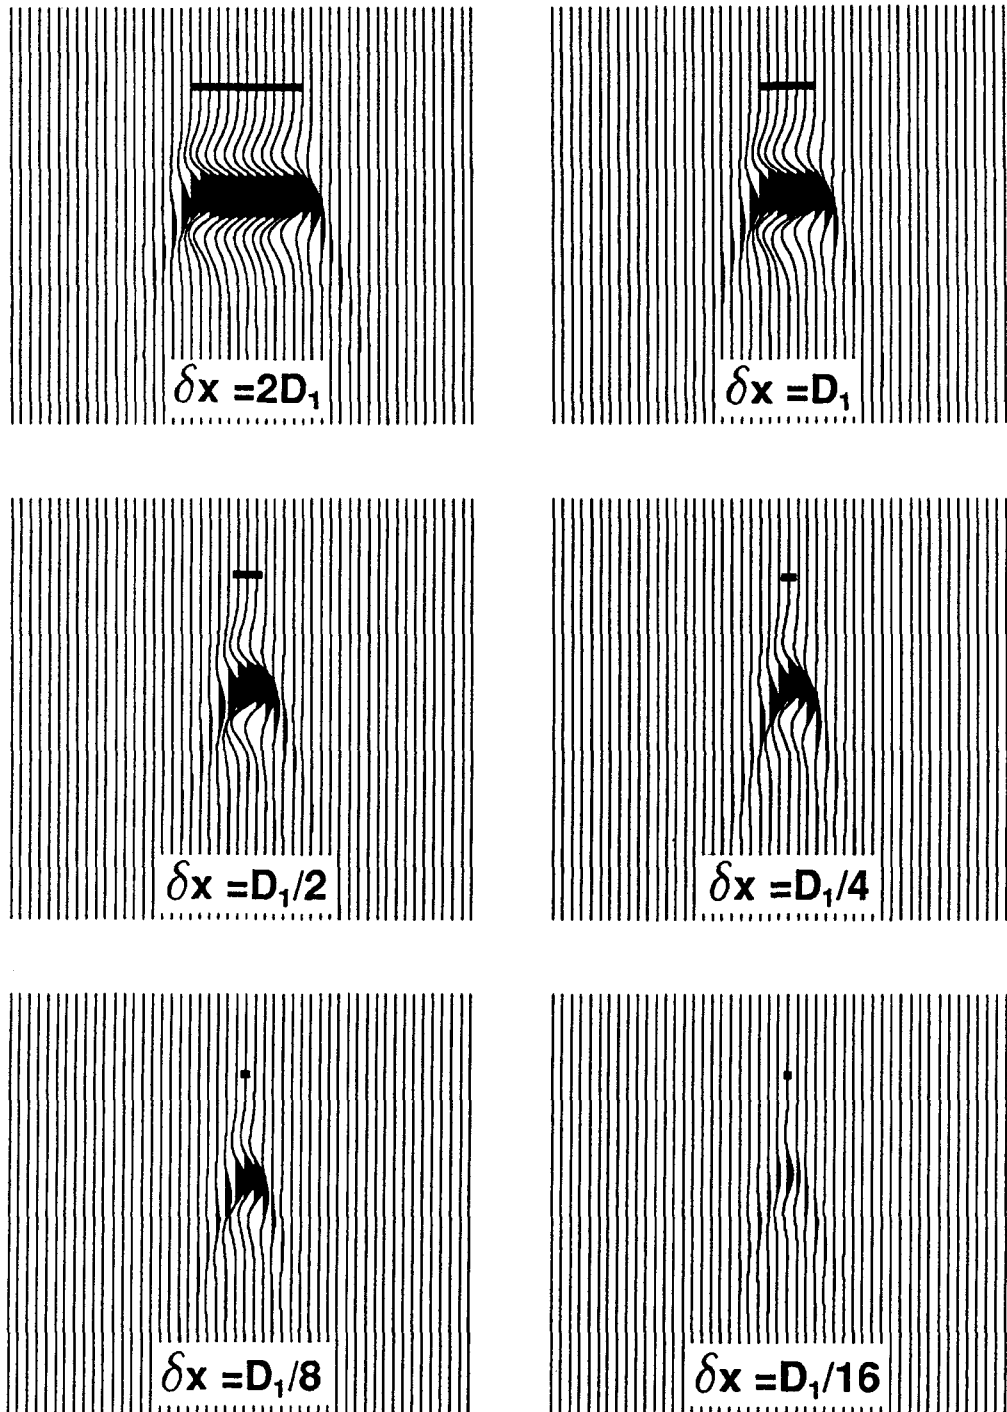 δx =2D₁
δx =D₁
δx =D₁/2
δx =D₁/4
δx =D₁/8
δx =D₁/16